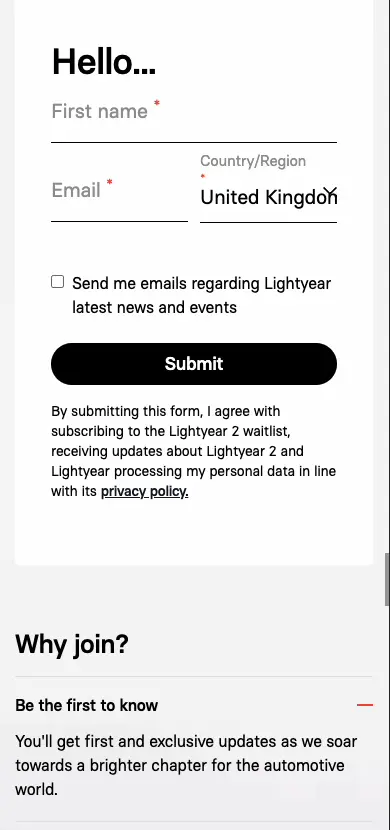 Hello...
First name *
Country/Region
*
Email *
United Kingdom
Send me emails regarding Lightyear
latest news and events
Submit
By submitting this form, I agree with
subscribing to the Lightyear 2 waitlist,
receiving updates about Lightyear 2 and
Lightyear processing my personal data in line
with its privacy policy.
Why join?
Be the first to know
You'll get first and exclusive updates as we soar
towards a brighter chapter for the automotive
world.